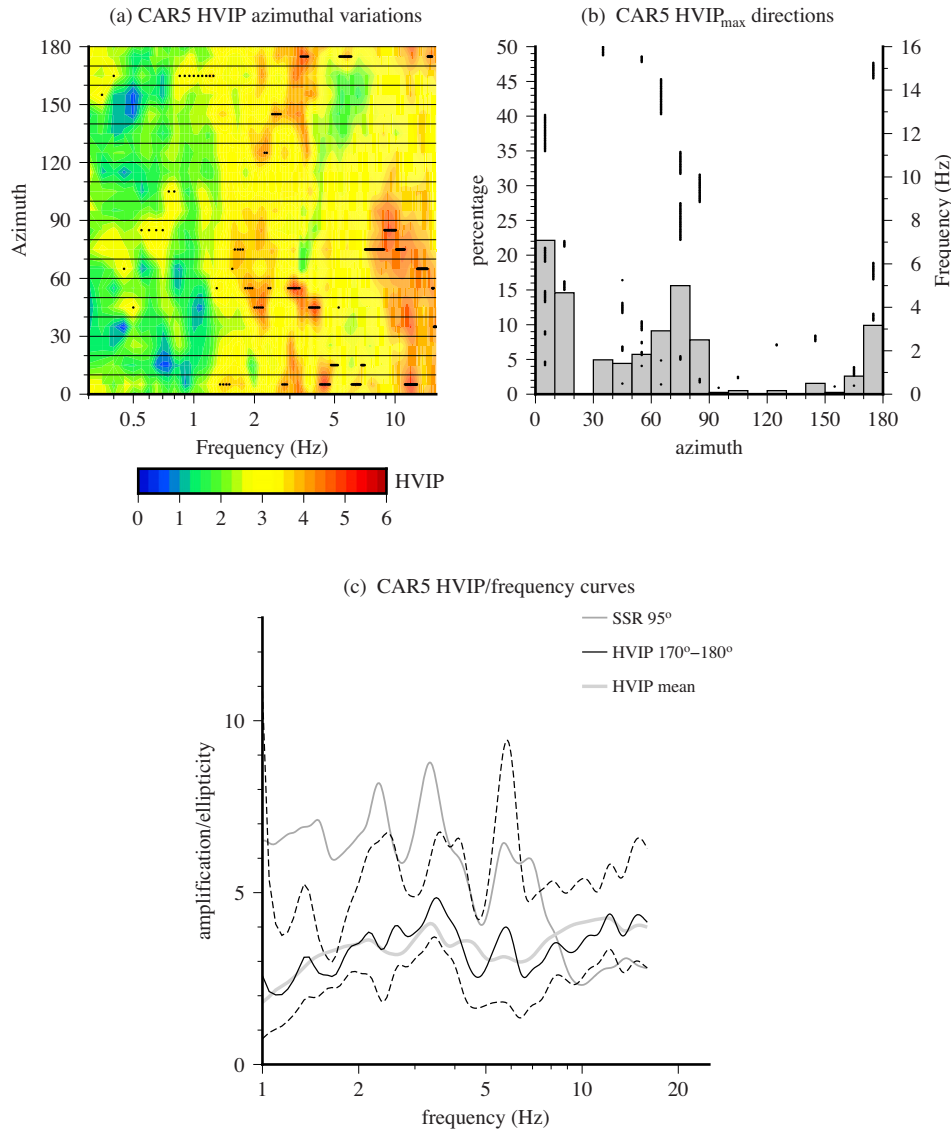 (a) CAR5 HVIP azimuthal variations
180
150
120
90
60
30
0
Azimuth
0.5 1 2 5 10
Frequency (Hz)
0 1 2 3 4 5 6
HVIP
(b) CAR5 HVIPmax directions
50
45
40
35
30
25
20
15
10
5
0
percentage
16
14
12
10
8
6
4
2
0
Frequency (Hz)
0 30 60 90 120 150 180
azimuth
(c) CAR5 HVIP/frequency curves
SSR 95º
HVIP 170º–180º
HVIP mean
10
5
0
amplification/ellipticity
1 2 5 10 20
frequency (Hz)